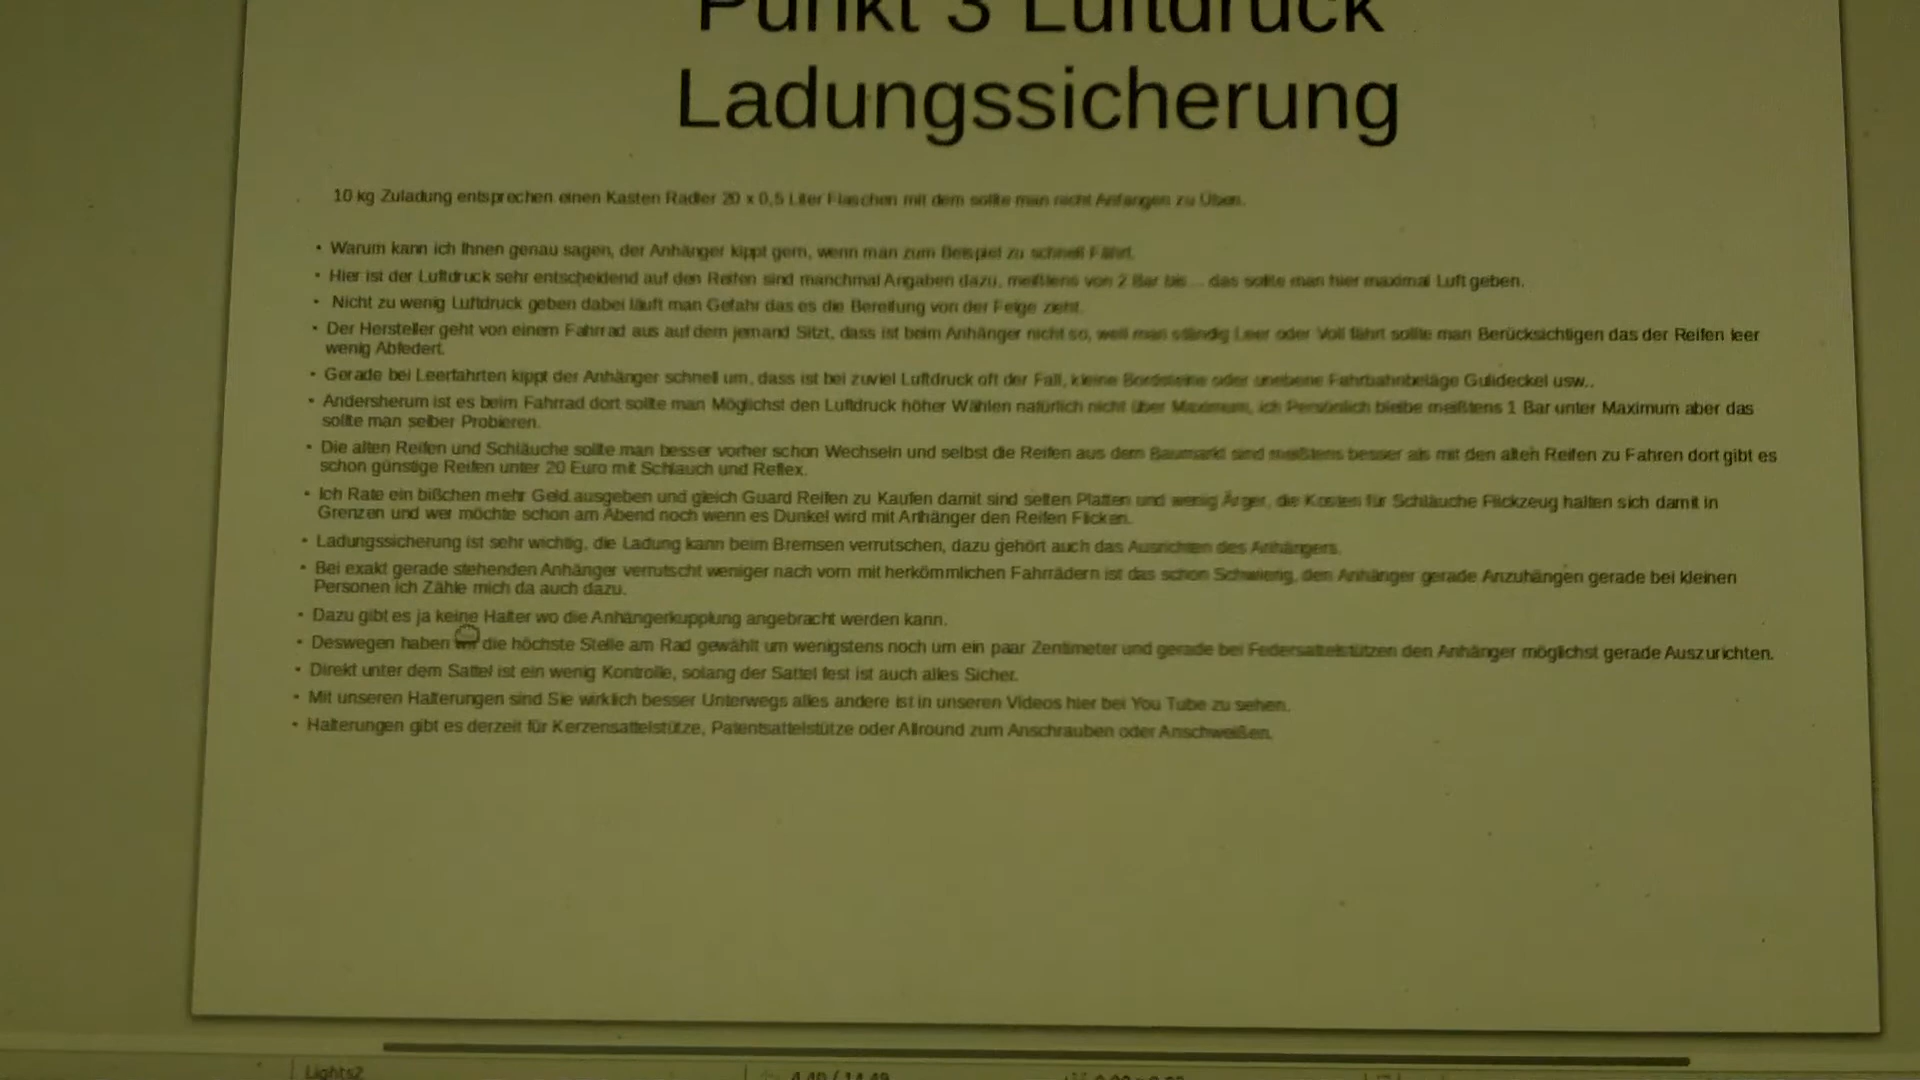 Punkt 3 Luftdruck
Ladungssicherung
10 kg Zuladung entsprechen einen Kasten Radler 20 x 0,5 Liter Flaschen mit dem sollte man nicht Anfangen zu Üben.
• Warum kann ich Ihnen genau sagen, der Anhänger kippt gern, wenn man zum Beispiel zu schnell Fährt.
• Hier ist der Luftdruck sehr entscheidend auf den Reifen sind manchmal Angaben dazu, meißtens von 2 Bar bis ... das sollte man hier maximal Luft geben.
• Nicht zu wenig Luftdruck geben dabei läuft man Gefahr das es die Bereifung von der Felge zieht.
• Der Hersteller geht von einem Fahrrad aus auf dem jemand Sitzt, dass ist beim Anhänger nicht so, weil man ständig Leer oder Voll fährt sollte man Berücksichtigen das der Reifen leer
wenig Abfedert.
• Gerade bei Leerfahrten kippt der Anhänger schnell um, dass ist bei zuviel Luftdruck oft der Fall, kleine Bordsteine oder unebene Fahrbahnbeläge Gulideckel usw..
• Andersherum ist es beim Fahrrad dort sollte man Möglichst den Luftdruck höher Wählen natürlich nicht über Maximum, ich Persönlich bleibe meißtens 1 Bar unter Maximum aber das
sollte man selber Probieren.
• Die alten Reifen und Schläuche sollte man besser vorher schon Wechseln und selbst die Reifen aus dem Baumarkt sind meißtens besser als mit den alten Reifen zu Fahren dort gibt es
schon günstige Reifen unter 20 Euro mit Schlauch und Reflex.
• Ich Rate ein bißchen mehr Geld ausgeben und gleich Guard Reifen zu Kaufen damit sind selten Platten und wenig Ärger, die Kosten für Schläuche Flickzeug halten sich damit in
Grenzen und wer möchte schon am Abend noch wenn es Dunkel wird mit Anhänger den Reifen Flicken.
• Ladungssicherung ist sehr wichtig, die Ladung kann beim Bremsen verrutschen, dazu gehört auch das Ausrichten des Anhängers.
• Bei exakt gerade stehenden Anhänger verrutscht weniger nach vorn mit herkömmlichen Fahrrädern ist das schon Schwierig, den Anhänger gerade Anzuhängen gerade bei kleinen
Personen ich Zähle mich da auch dazu.
• Dazu gibt es ja keine Halter wo die Anhängerkupplung angebracht werden kann.
• Deswegen haben wir die höchste Stelle am Rad gewählt um wenigstens noch um ein paar Zentimeter und gerade bei Federsattelstützen den Anhänger möglichst gerade Auszurichten.
• Direkt unter dem Sattel ist ein wenig Kontrolle, solang der Sattel fest ist auch alles Sicher.
• Mit unseren Halterungen sind Sie wirklich besser Unterwegs alles andere ist in unseren Videos hier bei You Tube zu sehen.
• Halterungen gibt es derzeit für Kerzensattelstütze, Patentsattelstütze oder Allround zum Anschrauben oder Anschweißen.
Lights2